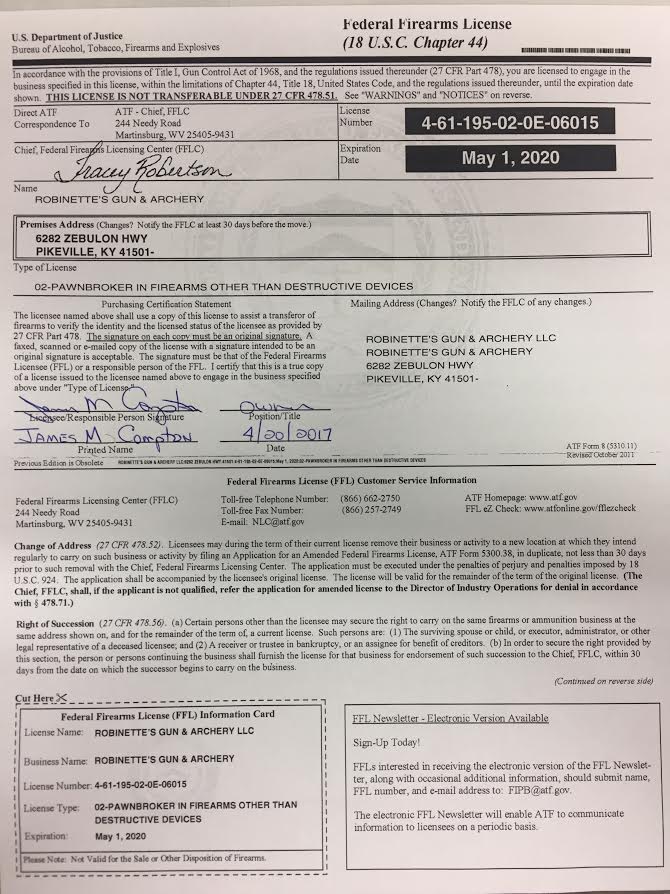 U.S. Department of Justice
Bureau of Alcohol, Tobacco, Firearms and Explosives
Federal Firearms License
(18 U.S.C. Chapter 44)
In accordance with the provisions of Title I, Gun Control Act of 1968, and the regulations issued thereunder (27 CFR Part 478), you are licensed to engage in the
business specified in this license, within the limitations of Chapter 44, Title 18, United States Code, and the regulations issued thereunder, until the expiration date
shown. THIS LICENSE IS NOT TRANSFERABLE UNDER 27 CFR 478.51. See "WARNINGS" and "NOTICES" on reverse.
Direct ATF
Correspondence To
ATF - Chief, FFLC
244 Needy Road
Martinsburg, WV 25405-9431
License
Number
4-61-195-02-0E-06015
Chief, Federal Firearms Licensing Center (FFLC)
Tracey Robertson
Expiration
Date
May 1, 2020
Name
ROBINETTE'S GUN & ARCHERY
Premises Address (Changes? Notify the FFLC at least 30 days before the move.)
6282 ZEBULON HWY
PIKEVILLE, KY 41501-
Type of License
02-PAWNBROKER IN FIREARMS OTHER THAN DESTRUCTIVE DEVICES
Purchasing Certification Statement
The licensee named above shall use a copy of this license to assist a transferor of
firearms to verify the identity and the licensed status of the licensee as provided by
27 CFR Part 478. The signature on each copy must be an original signature. A
faxed, scanned or e-mailed copy of the license with a signature intended to be an
original signature is acceptable. The signature must be that of the Federal Firearms
Licensee (FFL) or a responsible person of the FFL. I certify that this is a true copy
of a license issued to the licensee named above to engage in the business specified
above under "Type of License"
Mailing Address (Changes? Notify the FFLC of any changes.)
ROBINETTE'S GUN & ARCHERY LLC
ROBINETTE'S GUN & ARCHERY
6282 ZEBULON HWY
PIKEVILLE, KY 41501-
James M Compton
Owner
Licensee/Responsible Person Signature
Position/Title
JAMES M. COMPTON
4/20/2017
Printed Name
Date
ATF Form 8 (5310.11)
Revised October 2011
Previous Edition is Obsolete
Federal Firearms License (FFL) Customer Service Information
Federal Firearms Licensing Center (FFLC)
244 Needy Road
Martinsburg, WV 25405-9431
Toll-free Telephone Number: (866) 662-2750
Toll-free Fax Number: (866) 257-2749
E-mail: NLC@atf.gov
ATF Homepage: www.atf.gov
FFL eZ Check: www.atfonline.gov/fflezcheck
Change of Address (27 CFR 478.52). Licensees may during the term of their current license remove their business or activity to a new location at which they intend
regularly to carry on such business or activity by filing an Application for an Amended Federal Firearms License, ATF Form 5300.38, in duplicate, not less than 30 days
prior to such removal with the Chief, Federal Firearms Licensing Center. The application must be executed under the penalties of perjury and penalties imposed by 18
U.S.C. 924. The application shall be accompanied by the licensee's original license. The license will be valid for the remainder of the term of the original license. (The
Chief, FFLC, shall, if the applicant is not qualified, refer the application for amended license to the Director of Industry Operations for denial in accordance
with § 478.71.)
Right of Succession (27 CFR 478.56). (a) Certain persons other than the licensee may secure the right to carry on the same firearms or ammunition business at the
same address shown on, and for the remainder of the term of, a current license. Such persons are: (1) The surviving spouse or child, or executor, administrator, or other
legal representative of a deceased licensee; and (2) A receiver or trustee in bankruptcy, or an assignee for benefit of creditors. (b) In order to secure the right provided by
this section, the person or persons continuing the business shall furnish the license for that business for endorsement of such succession to the Chief, FFLC, within 30
days from the date on which the successor begins to carry on the business.
(Continued on reverse side)
Cut Here
Federal Firearms License (FFL) Information Card
License Name: ROBINETTE'S GUN & ARCHERY LLC
Business Name: ROBINETTE'S GUN & ARCHERY
License Number: 4-61-195-02-0E-06015
License Type: 02-PAWNBROKER IN FIREARMS OTHER THAN
DESTRUCTIVE DEVICES
Expiration: May 1, 2020
Please Note: Not Valid for the Sale or Other Disposition of Firearms.
FFL Newsletter - Electronic Version Available
Sign-Up Today!
FFLs interested in receiving the electronic version of the FFL Newslet-
ter, along with occasional additional information, should submit name,
FFL number, and e-mail address to: FIPB@atf.gov.
The electronic FFL Newsletter will enable ATF to communicate
information to licensees on a periodic basis.